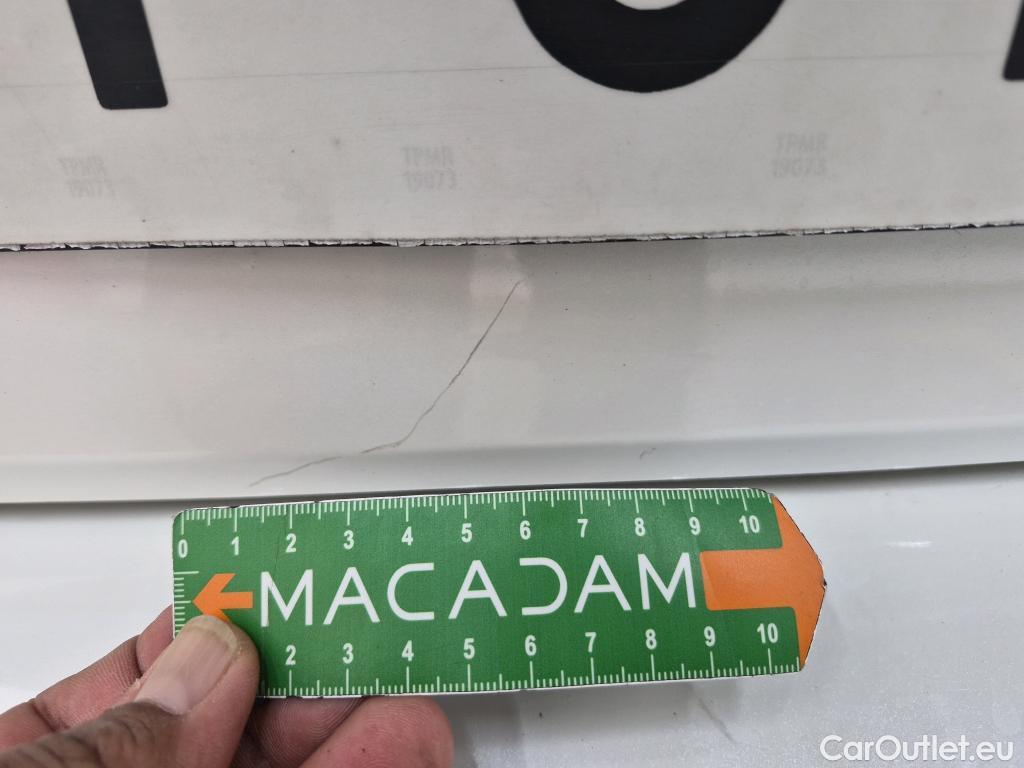 TPMR TPMR TPMR
19073 19073 19073
0 1 2 3 4 5 6 7 8 9 10
MACADAM
2 3 4 5 6 7 8 9 10
CarOutlet.eu